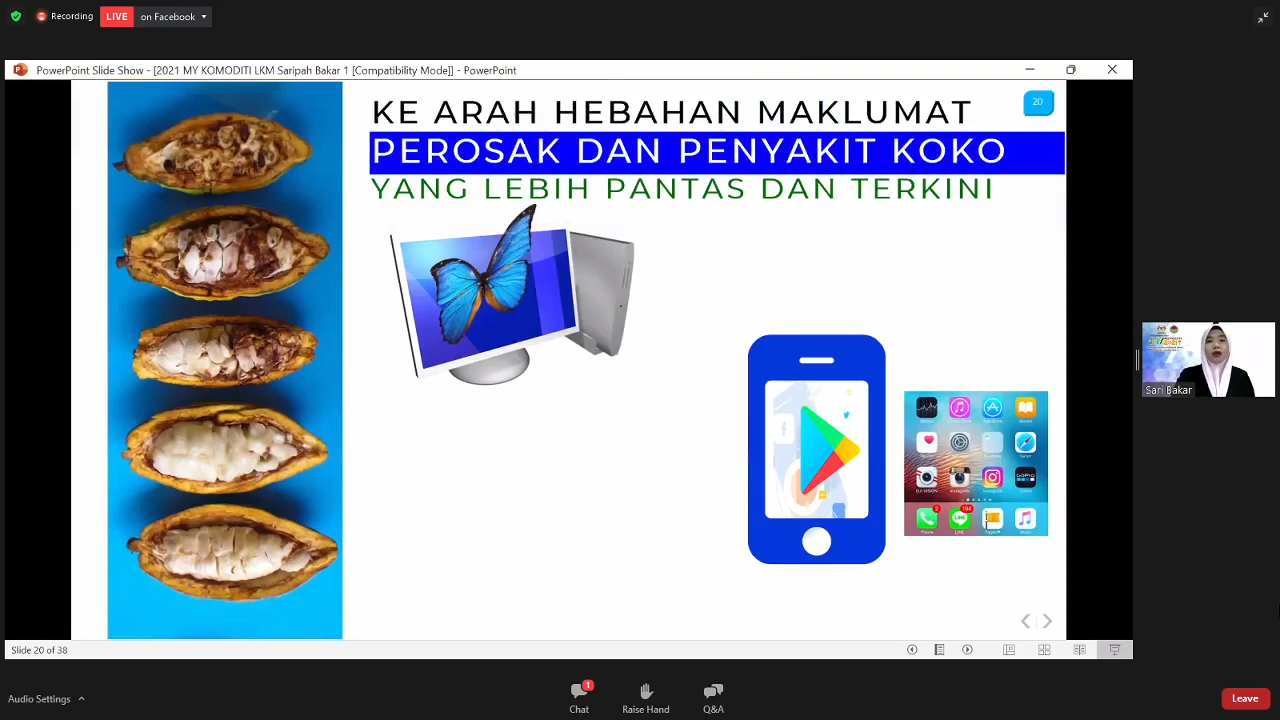 Recording
LIVE
on Facebook
PowerPoint Slide Show - [2021 MY KOMODITI LKM Saripah Bakar 1 [Compatibility Mode]] - PowerPoint
KE ARAH HEBAHAN MAKLUMAT
20
PEROSAK DAN PENYAKIT KOKO
YANG LEBIH PANTAS DAN TERKINI
Sari Bakar
Slide 20 of 38
Audio Settings
Chat
1
Raise Hand
Q&A
Leave